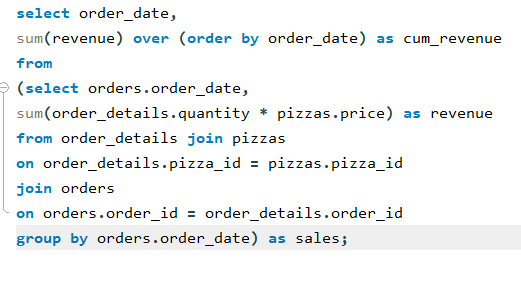 select order_date,
sum(revenue) over (order by order_date) as cum_revenue
from
(select orders.order_date,
sum(order_details.quantity * pizzas.price) as revenue
from order_details join pizzas
on order_details.pizza_id = pizzas.pizza_id
join orders
on orders.order_id = order_details.order_id
group by orders.order_date) as sales;